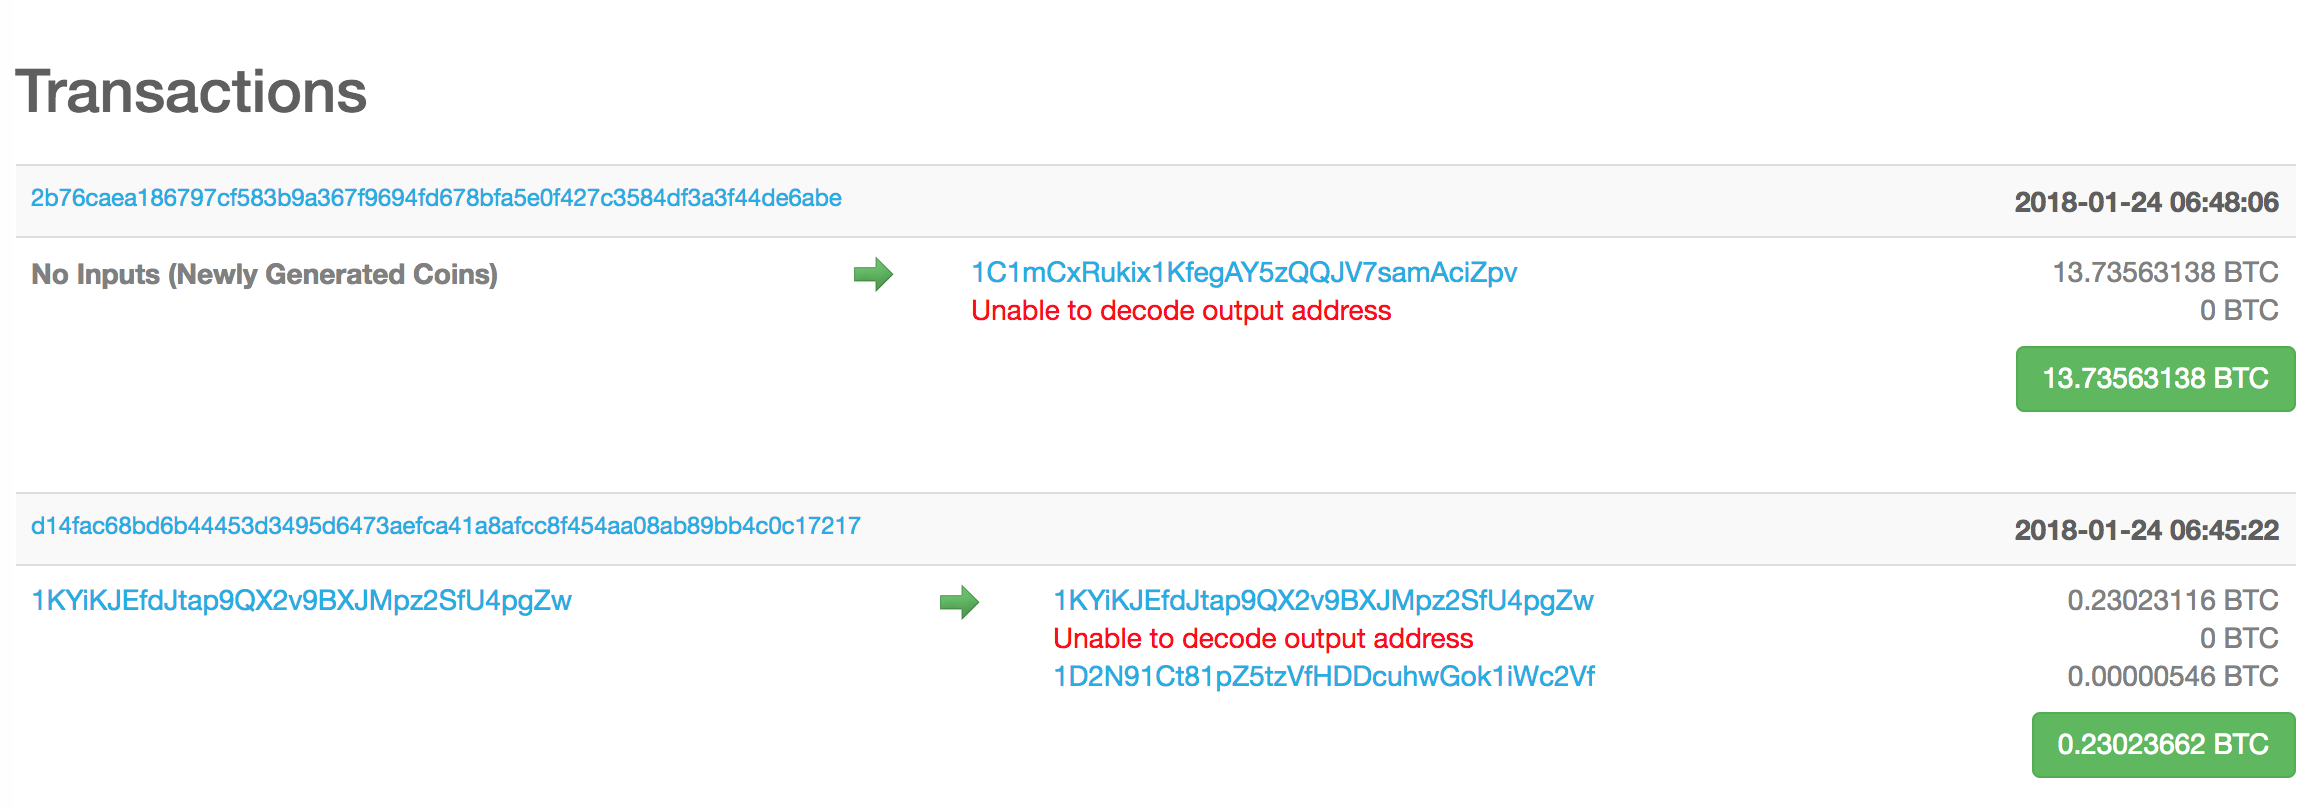 Transactions
2b76caea186797cf583b9a367f9694fd678bfa5e0f427c3584df3a3f44de6abe
2018-01-24 06:48:06
No Inputs (Newly Generated Coins)
1C1mCxRukix1KfegAY5zQQJV7samAciZpv
13.73563138 BTC
Unable to decode output address
0 BTC
13.73563138 BTC
d14fac68bd6b44453d3495d6473aefca41a8afcc8f454aa08ab89bb4c0c17217
2018-01-24 06:45:22
1KYiKJEfdJtap9QX2v9BXJMpz2SfU4pgZw
1KYiKJEfdJtap9QX2v9BXJMpz2SfU4pgZw
0.23023116 BTC
Unable to decode output address
0 BTC
1D2N91Ct81pZ5tzVfHDDcuhwGok1iWc2Vf
0.00000546 BTC
0.23023662 BTC